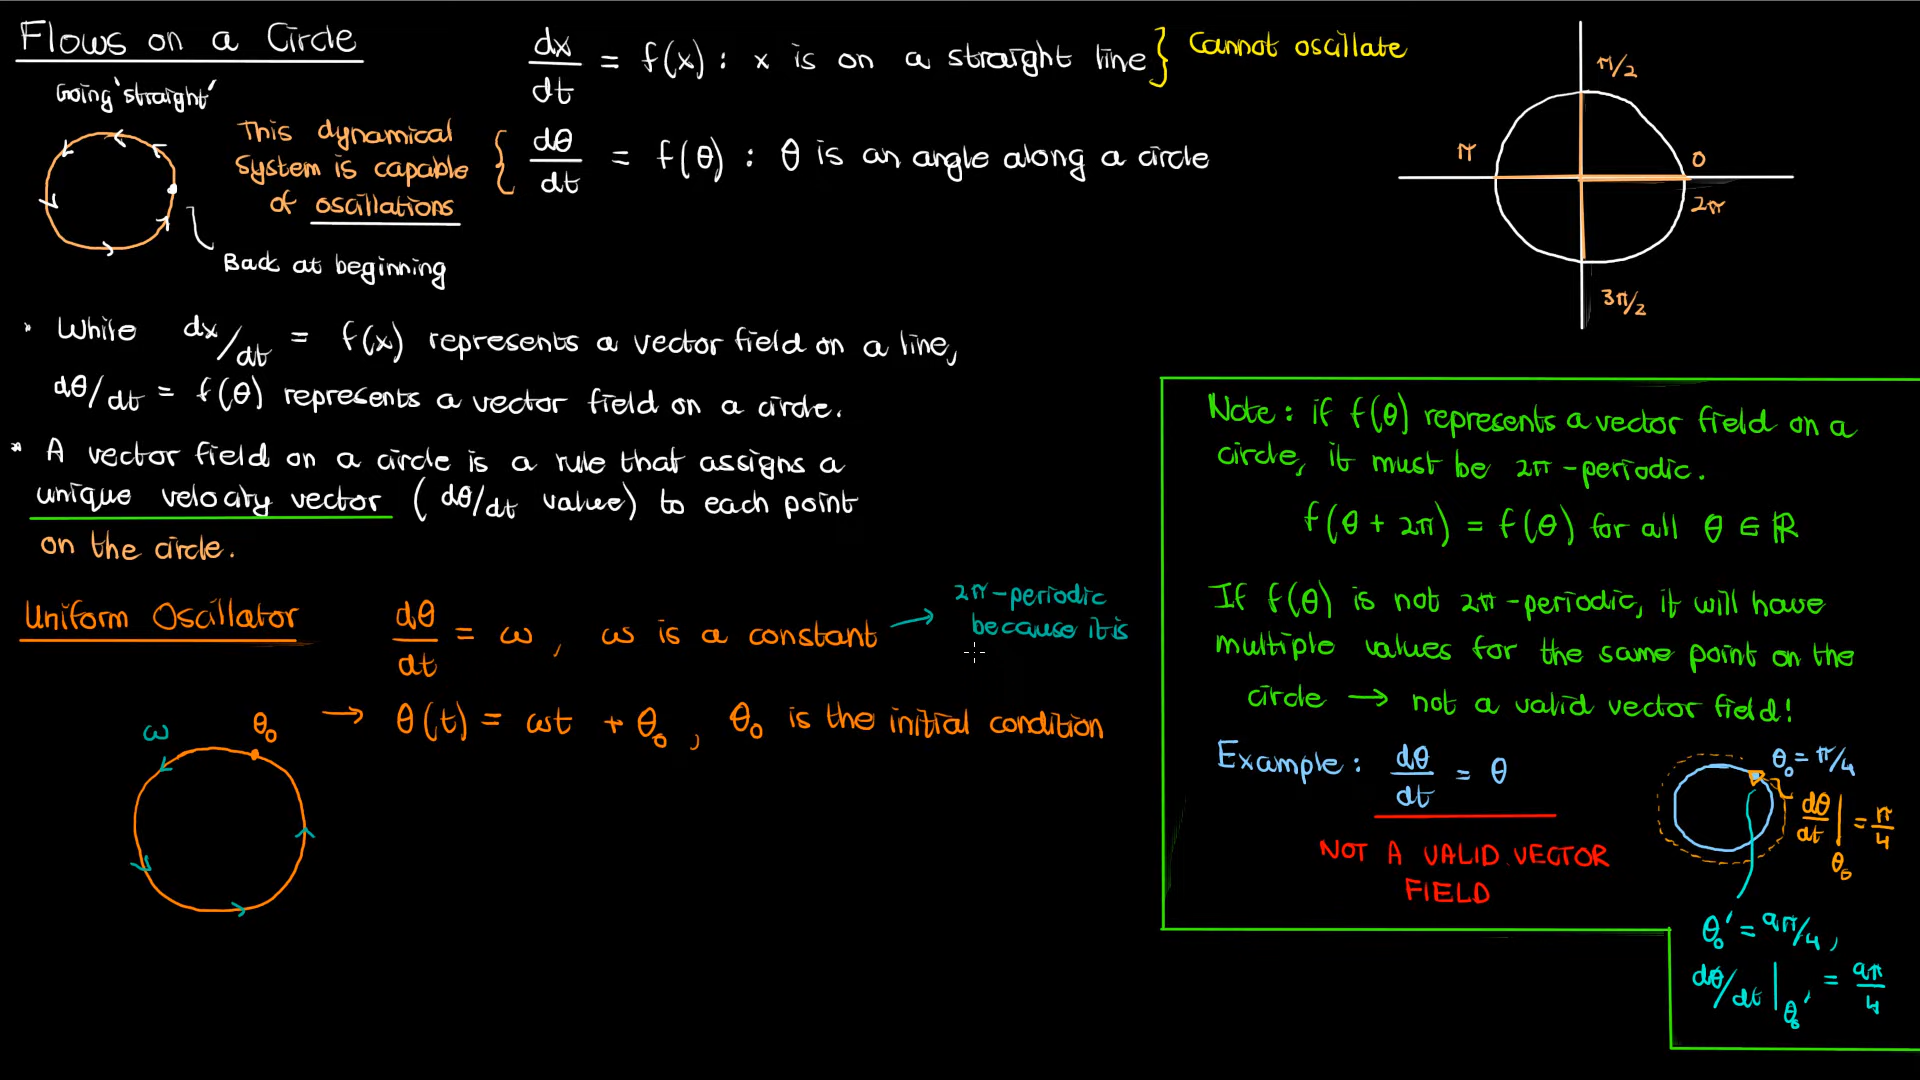 Flows on a Circle
dx/dt = f(x) : x is on a straight line } Cannot oscillate
Going 'straight'
This dynamical
system is capable
of oscillations
{ dθ/dt = f(θ) : θ is an angle along a circle
Back at beginning
π/2
π
0
2π
3π/2
* While dx/dt = f(x) represents a vector field on a line,
dθ/dt = f(θ) represents a vector field on a circle.
* A vector field on a circle is a rule that assigns a
unique velocity vector (dθ/dt value) to each point
on the circle.
Uniform Oscillator
dθ/dt = ω, ω is a constant →
2π-periodic
because it is
→ θ(t) = ωt + θ₀, θ₀ is the initial condition
ω
θ₀
Note: if f(θ) represents a vector field on a
circle, it must be 2π-periodic.
f(θ + 2π) = f(θ) for all θ ∈ ℝ
If f(θ) is not 2π-periodic, it will have
multiple values for the same point on the
circle → not a valid vector field!
Example: dθ/dt = θ
NOT A VALID VECTOR
FIELD
θ₀ = π/4
dθ/dt |θ₀ = π/4
θ₀' = 9π/4,
dθ/dt |θ₀' = 9π/4